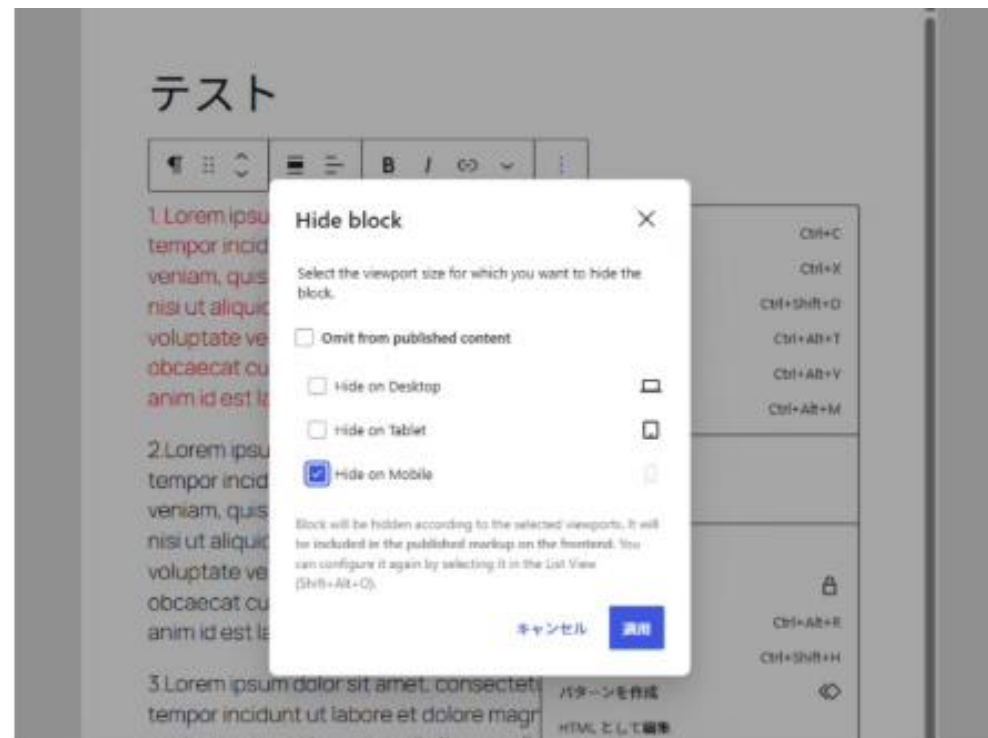 テスト
B I
1. Lorem ipsu
tempor incid
veniam, quis
nisi ut aliquic
voluptate ve
obcaecat cu
anim id est la
2.Lorem ipsu
tempor incid
veniam, quis
nisi ut aliquic
voluptate ve
obcaecat cu
anim id est la
3.Lorem ipsum dolor sit amet, consectet
tempor incidunt ut labore et dolore magn
Hide block
Select the viewport size for which you want to hide the
block.
Omit from published content
Hide on Desktop
Hide on Tablet
Hide on Mobile
Block will be hidden according to the selected viewports. It will
be included in the published markup on the frontend. You
can configure it again by selecting it in the List View
(Shift+Alt+O).
キャンセル 適用
Ctrl+C
Ctrl+X
Ctrl+Shift+D
Ctrl+Alt+T
Ctrl+Alt+Y
Ctrl+Alt+M
Ctrl+Alt+R
Ctrl+Shift+H
パターンを作成
HTML として編集